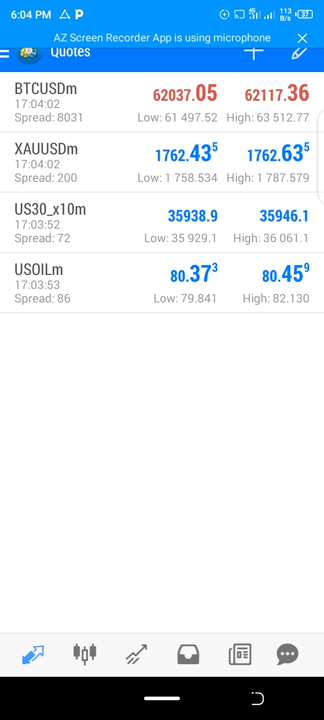 6:04 PM
4G
113 B/s
37
AZ Screen Recorder App is using microphone
Quotes
BTCUSDm
17:04:02
Spread: 8031
62037.05
62117.36
Low: 61 497.52
High: 63 512.77
XAUUSDm
17:04:02
Spread: 200
1762.435
1762.635
Low: 1 758.534
High: 1 787.579
US30_x10m
17:03:52
Spread: 72
35938.9
35946.1
Low: 35 929.1
High: 36 061.1
USOILm
17:03:53
Spread: 86
80.373
80.459
Low: 79.841
High: 82.130